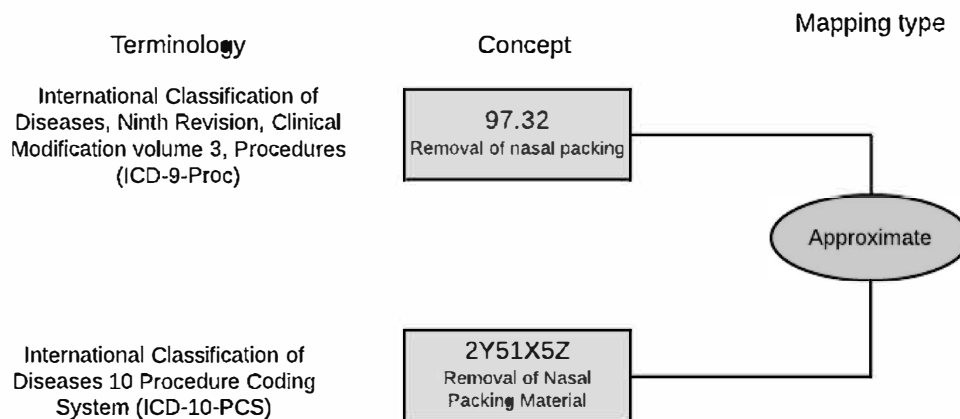 Terminology
Concept
Mapping type
International Classification of
Diseases, Ninth Revision, Clinical
Modification volume 3, Procedures
(ICD-9-Proc)
97.32
Removal of nasal packing
Approximate
International Classification of
Diseases 10 Procedure Coding
System (ICD-10-PCS)
2Y51X5Z
Removal of Nasal
Packing Material